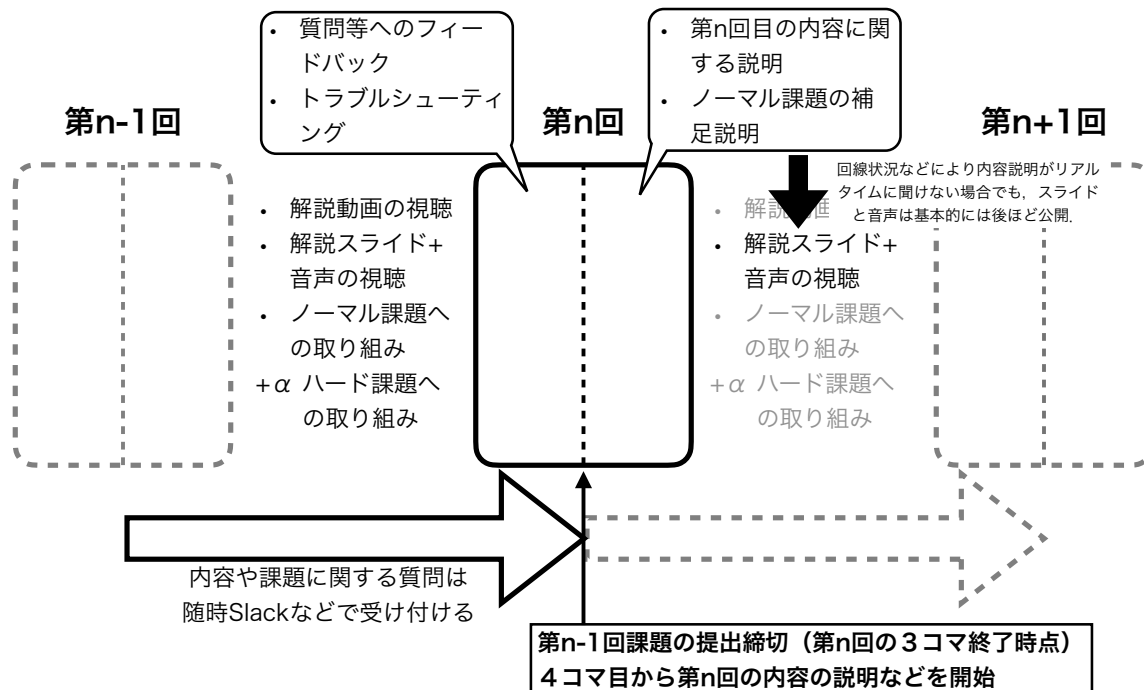 • 質問等へのフィー
ドバック
• トラブルシューティ
ング
• 第n回目の内容に関
する説明
• ノーマル課題の補
足説明
第n-1回
第n回
第n+1回
回線状況などにより内容説明がリアル
タイムに聞けない場合でも，スライド
と音声は基本的には後ほど公開．
• 解説動画の視聴
• 解説スライド+
音声の視聴
• ノーマル課題へ
の取り組み
+α ハード課題へ
の取り組み
• 解説
• 解説スライド+
音声の視聴
• ノーマル課題へ
の取り組み
+α ハード課題へ
の取り組み
内容や課題に関する質問は
随時Slackなどで受け付ける
第n-1回課題の提出締切（第n回の３コマ終了時点）
４コマ目から第n回の内容の説明などを開始